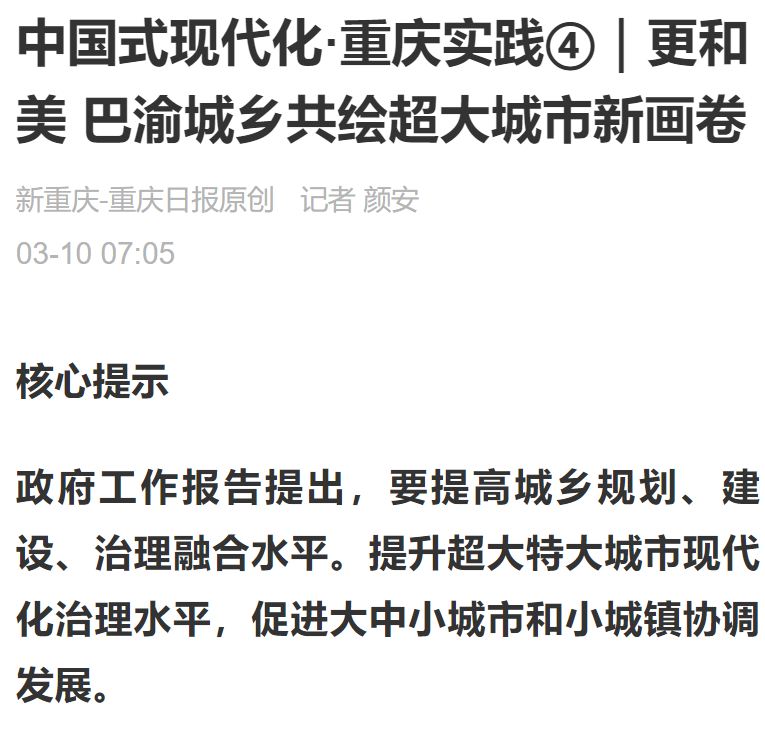 中国式现代化·重庆实践④｜更和
美 巴渝城乡共绘超大城市新画卷
新重庆-重庆日报原创 记者 颜安
03-10 07:05
核心提示
政府工作报告提出，要提高城乡规划、建
设、治理融合水平。提升超大特大城市现代
化治理水平，促进大中小城市和小城镇协调
发展。